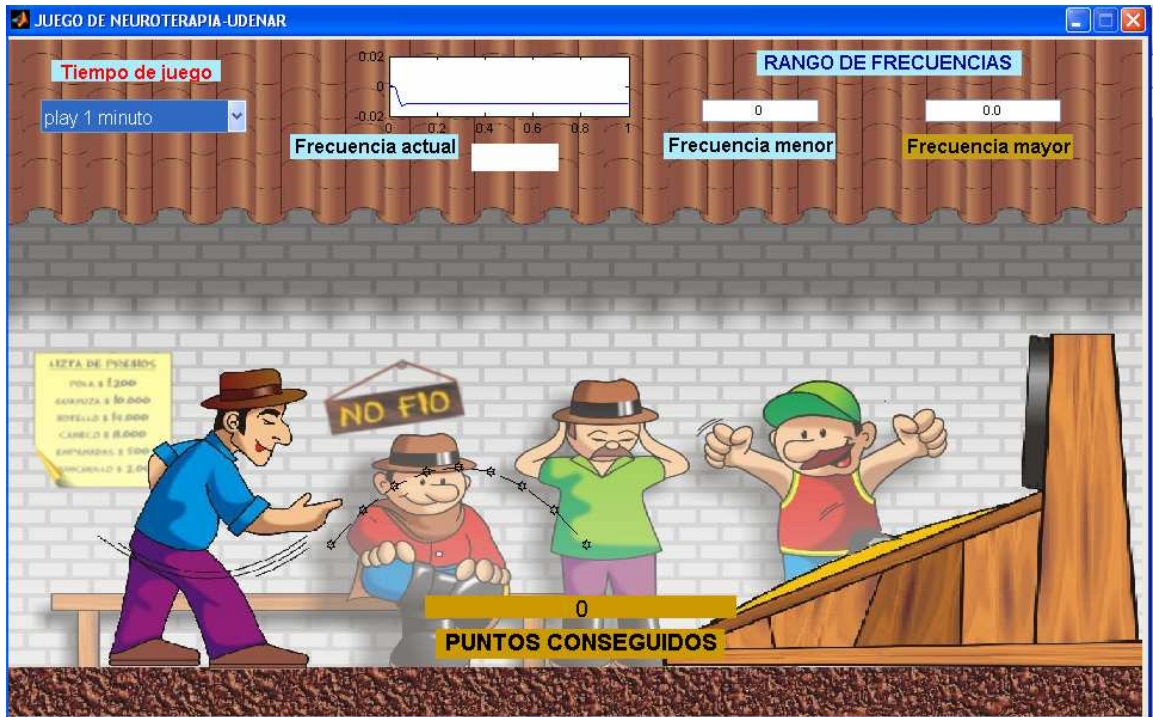 JUEGO DE NEUROTERAPIA-UDENAR
Tiempo de juego
play 1 minuto
0.02
0
-0.02
0 0.2 0.4 0.6 0.8 1
Frecuencia actual
RANGO DE FRECUENCIAS
0
0.0
Frecuencia menor
Frecuencia mayor
POLA $ 1200
NO FIO
0
PUNTOS CONSEGUIDOS